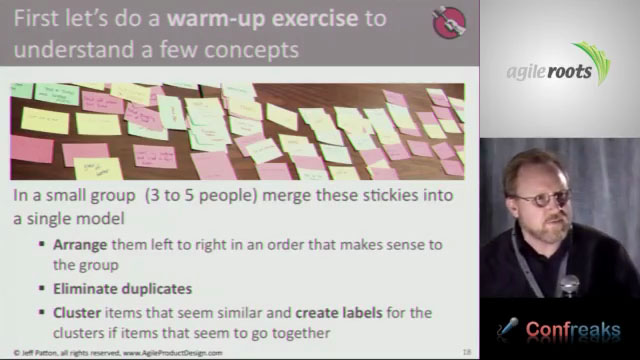 First let's do a warm-up exercise to
understand a few concepts
In a small group (3 to 5 people) merge these stickies into
a single model
▪ Arrange them left to right in an order that makes sense to
the group
▪ Eliminate duplicates
▪ Cluster items that seem similar and create labels for the
clusters if items that seem to go together
© Jeff Patton, all rights reserved, www.AgileProductDesign.com
18
agileroots
Confreaks